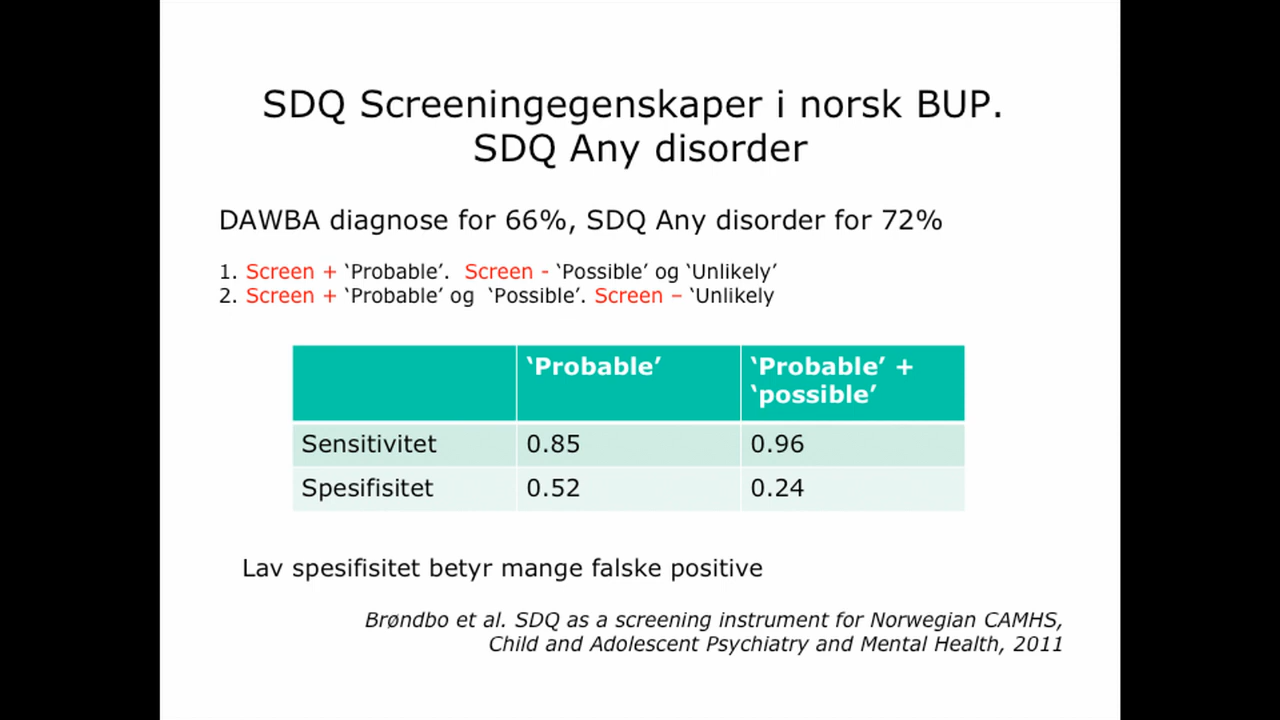 SDQ Screeningegenskaper i norsk BUP.
SDQ Any disorder
DAWBA diagnose for 66%, SDQ Any disorder for 72%
1. Screen + ‘Probable’. Screen - ‘Possible’ og ‘Unlikely’
2. Screen + ‘Probable’ og ‘Possible’. Screen – ‘Unlikely
‘Probable’
‘Probable’ +
‘possible’
Sensitivitet 0.85 0.96
Spesifisitet 0.52 0.24
Lav spesifisitet betyr mange falske positive
Brøndbo et al. SDQ as a screening instrument for Norwegian CAMHS,
Child and Adolescent Psychiatry and Mental Health, 2011